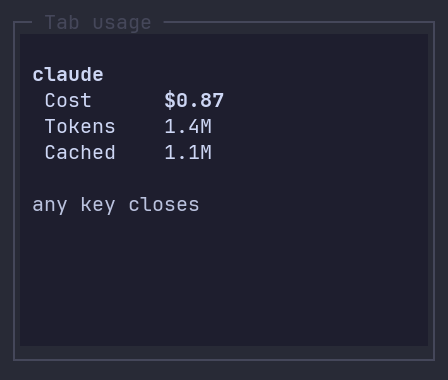 Tab usage
claude
Cost $0.87
Tokens 1.4M
Cached 1.1M
any key closes